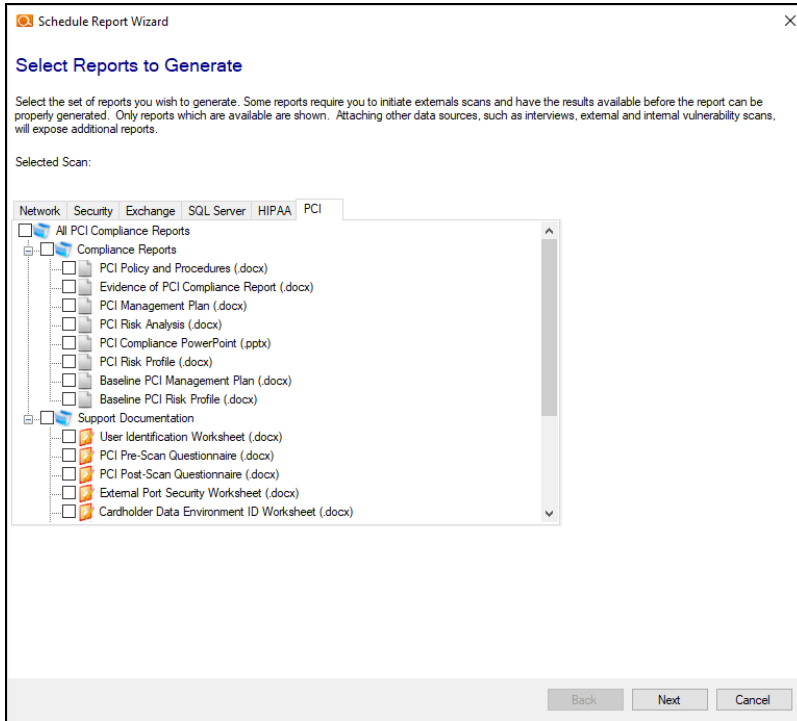 Schedule Report Wizard
Select Reports to Generate
Select the set of reports you wish to generate. Some reports require you to initiate externals scans and have the results available before the report can be
properly generated. Only reports which are available are shown. Attaching other data sources, such as interviews, external and internal vulnerability scans,
will expose additional reports.
Selected Scan:
Network Security Exchange SQL Server HIPAA PCI
All PCI Compliance Reports
Compliance Reports
PCI Policy and Procedures (.docx)
Evidence of PCI Compliance Report (.docx)
PCI Management Plan (.docx)
PCI Risk Analysis (.docx)
PCI Compliance PowerPoint (.pptx)
PCI Risk Profile (.docx)
Baseline PCI Management Plan (.docx)
Baseline PCI Risk Profile (.docx)
Support Documentation
User Identification Worksheet (.docx)
PCI Pre-Scan Questionnaire (.docx)
PCI Post-Scan Questionnaire (.docx)
External Port Security Worksheet (.docx)
Cardholder Data Environment ID Worksheet (.docx)
Back Next Cancel